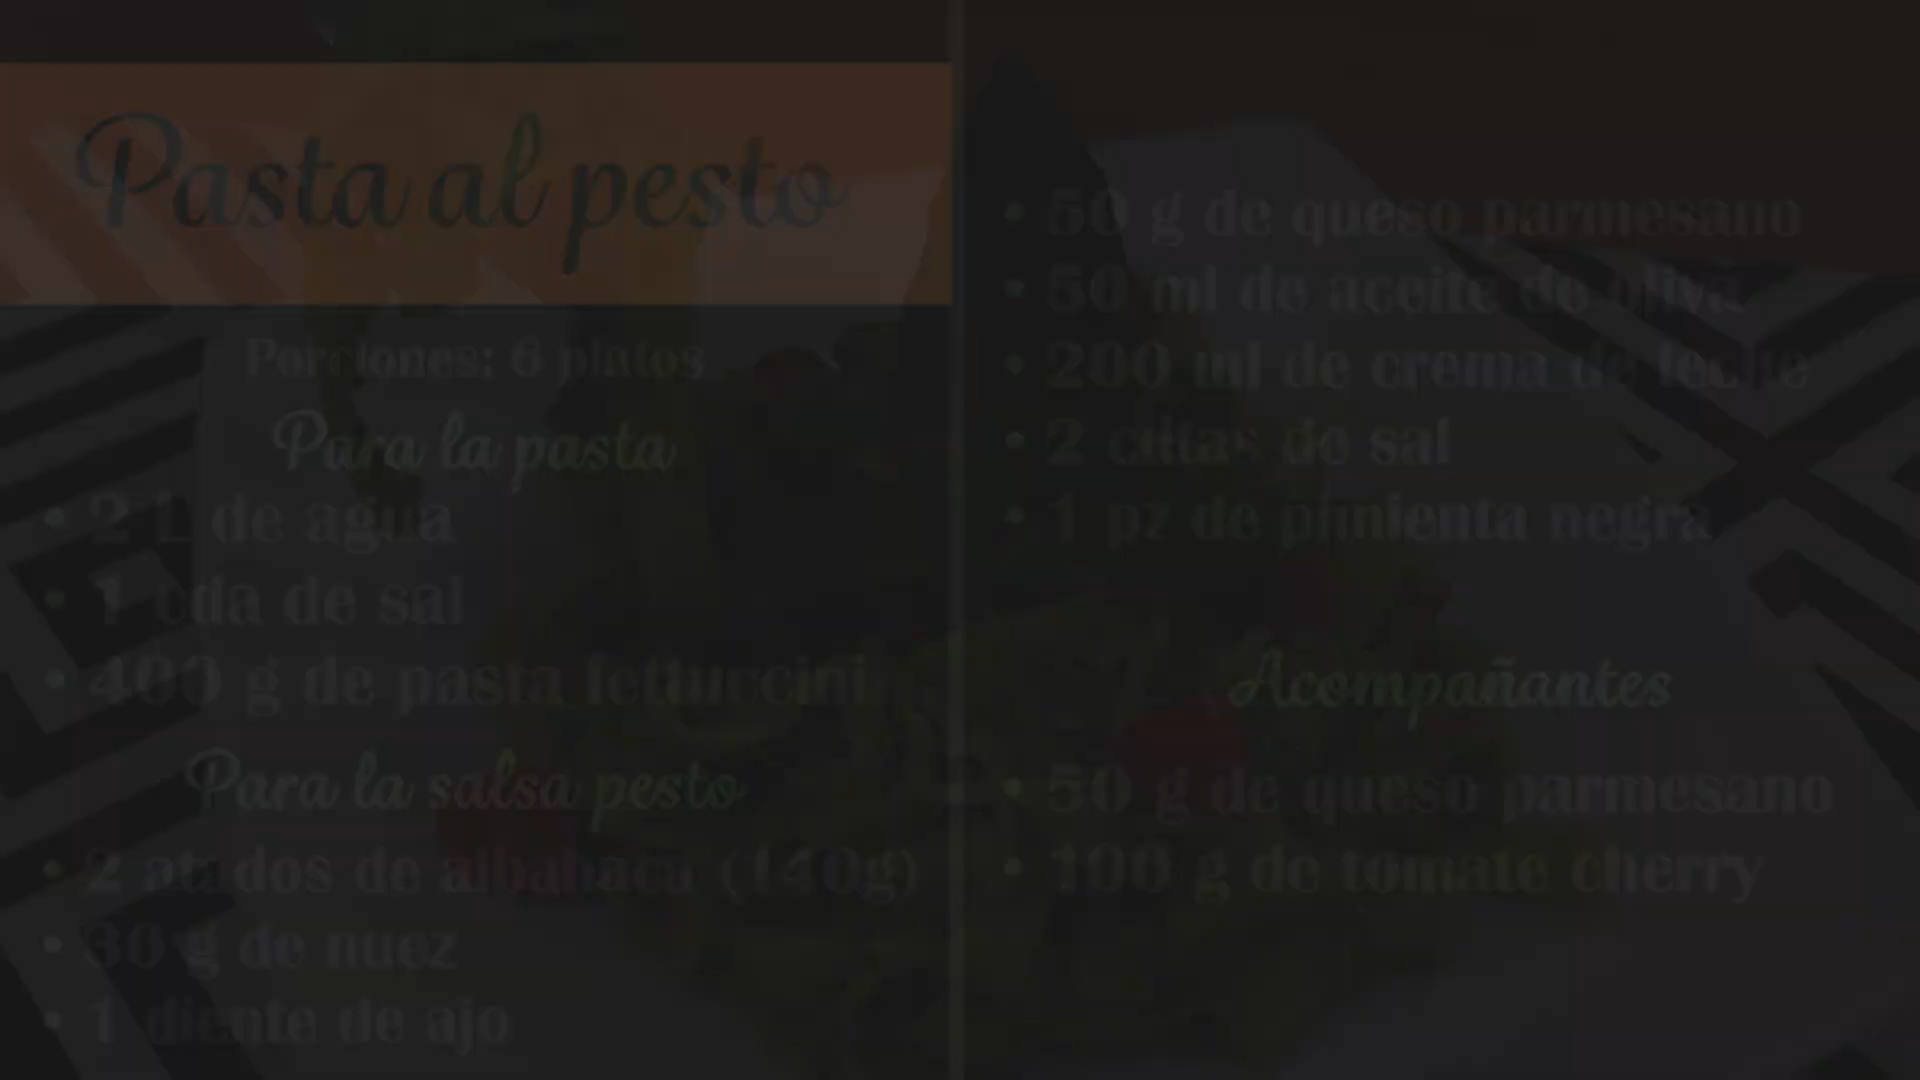 Pasta al pesto
Porciones: 6 platos
Para la pasta
• 2 L de agua
• 1 cda de sal
• 400 g de pasta fettuccini
Para la salsa pesto
• 2 atados de albahaca (140g)
• 30 g de nuez
• 1 diente de ajo
• 50 g de queso parmesano
• 50 ml de aceite de oliva
• 200 ml de crema de leche
• 2 cditas de sal
• 1 pz de pimienta negra
Acompañantes
• 50 g de queso parmesano
• 100 g de tomate cherry